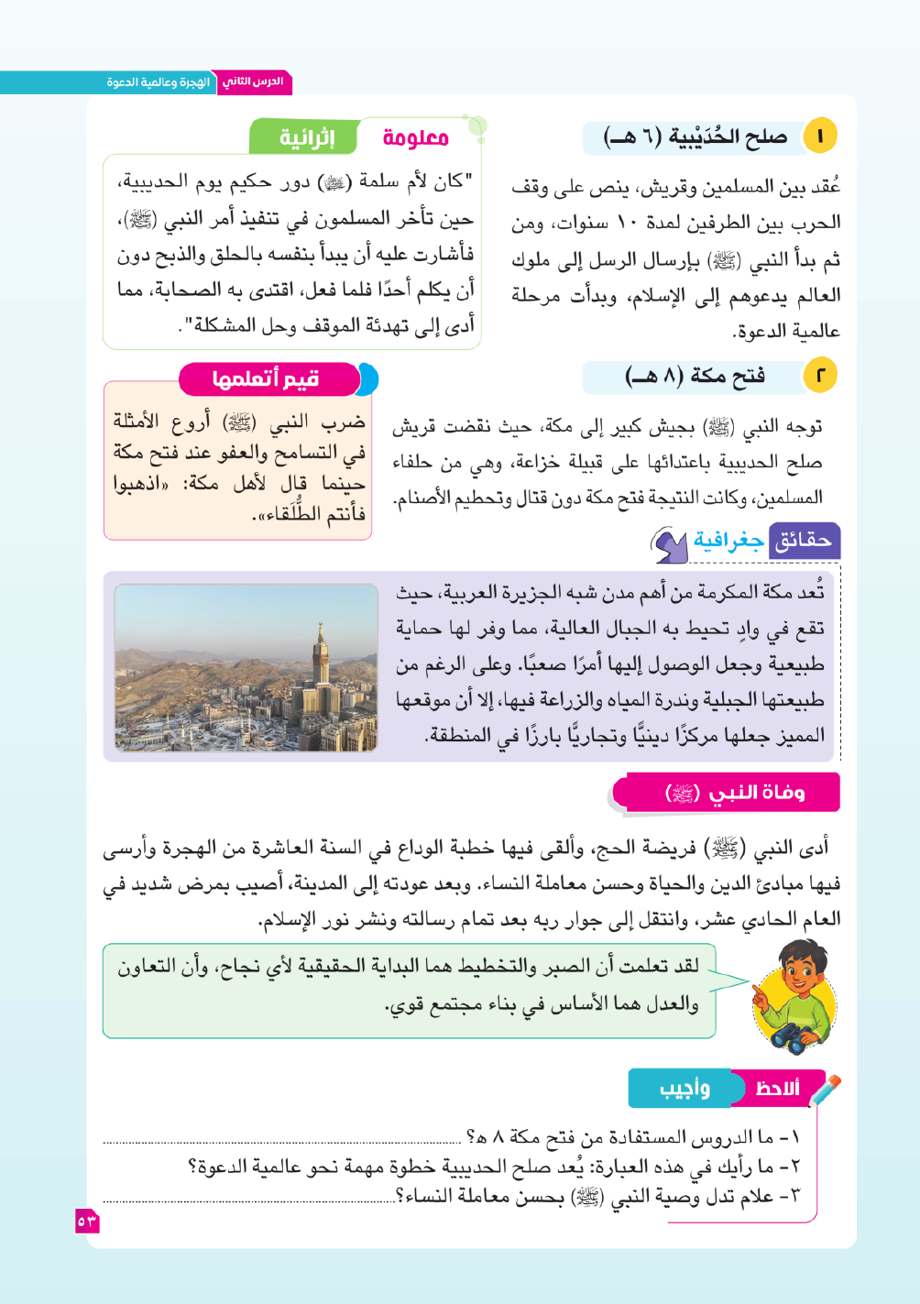 الدرس الثاني الهجرة وعالمية الدعوة
١ صلح الحُدَيْبية (٦ هــ)
عُقد بين المسلمين وقريش، ينص على وقف
الحرب بين الطرفين لمدة ١٠ سنوات، ومن
ثم بدأ النبي (ﷺ) بإرسال الرسل إلى ملوك
العالم يدعوهم إلى الإسلام، وبدأت مرحلة
عالمية الدعوة.
معلومة إثرائية
"كان لأم سلمة (ﷺ) دور حكيم يوم الحديبية،
حين تأخر المسلمون في تنفيذ أمر النبي (ﷺ)،
فأشارت عليه أن يبدأ بنفسه بالحلق والذبح دون
أن يكلم أحدًا فلما فعل، اقتدى به الصحابة، مما
أدى إلى تهدئة الموقف وحل المشكلة".
٢ فتح مكة (٨ هــ)
توجه النبي (ﷺ) بجيش كبير إلى مكة، حيث نقضت قريش
صلح الحديبية باعتدائها على قبيلة خزاعة، وهي من حلفاء
المسلمين، وكانت النتيجة فتح مكة دون قتال وتحطيم الأصنام.
قيم أتعلمها
ضرب النبي (ﷺ) أروع الأمثلة
في التسامح والعفو عند فتح مكة
حينما قال لأهل مكة: «اذهبوا
فأنتم الطُّلَقاء».
حقائق جغرافية
تُعد مكة المكرمة من أهم مدن شبه الجزيرة العربية، حيث
تقع في وادٍ تحيط به الجبال العالية، مما وفر لها حماية
طبيعية وجعل الوصول إليها أمرًا صعبًا. وعلى الرغم من
طبيعتها الجبلية وندرة المياه والزراعة فيها، إلا أن موقعها
المميز جعلها مركزًا دينيًّا وتجاريًّا بارزًا في المنطقة.
وفاة النبي (ﷺ)
أدى النبي (ﷺ) فريضة الحج، وألقى فيها خطبة الوداع في السنة العاشرة من الهجرة وأرسى
فيها مبادئ الدين والحياة وحسن معاملة النساء. وبعد عودته إلى المدينة، أصيب بمرض شديد في
العام الحادي عشر، وانتقل إلى جوار ربه بعد تمام رسالته ونشر نور الإسلام.
لقد تعلمت أن الصبر والتخطيط هما البداية الحقيقية لأي نجاح، وأن التعاون
والعدل هما الأساس في بناء مجتمع قوي.
ألاحظ وأجيب
١- ما الدروس المستفادة من فتح مكة ٨ ه؟
٢- ما رأيك في هذه العبارة: يُعد صلح الحديبية خطوة مهمة نحو عالمية الدعوة؟
٣- علام تدل وصية النبي (ﷺ) بحسن معاملة النساء؟
٥٣